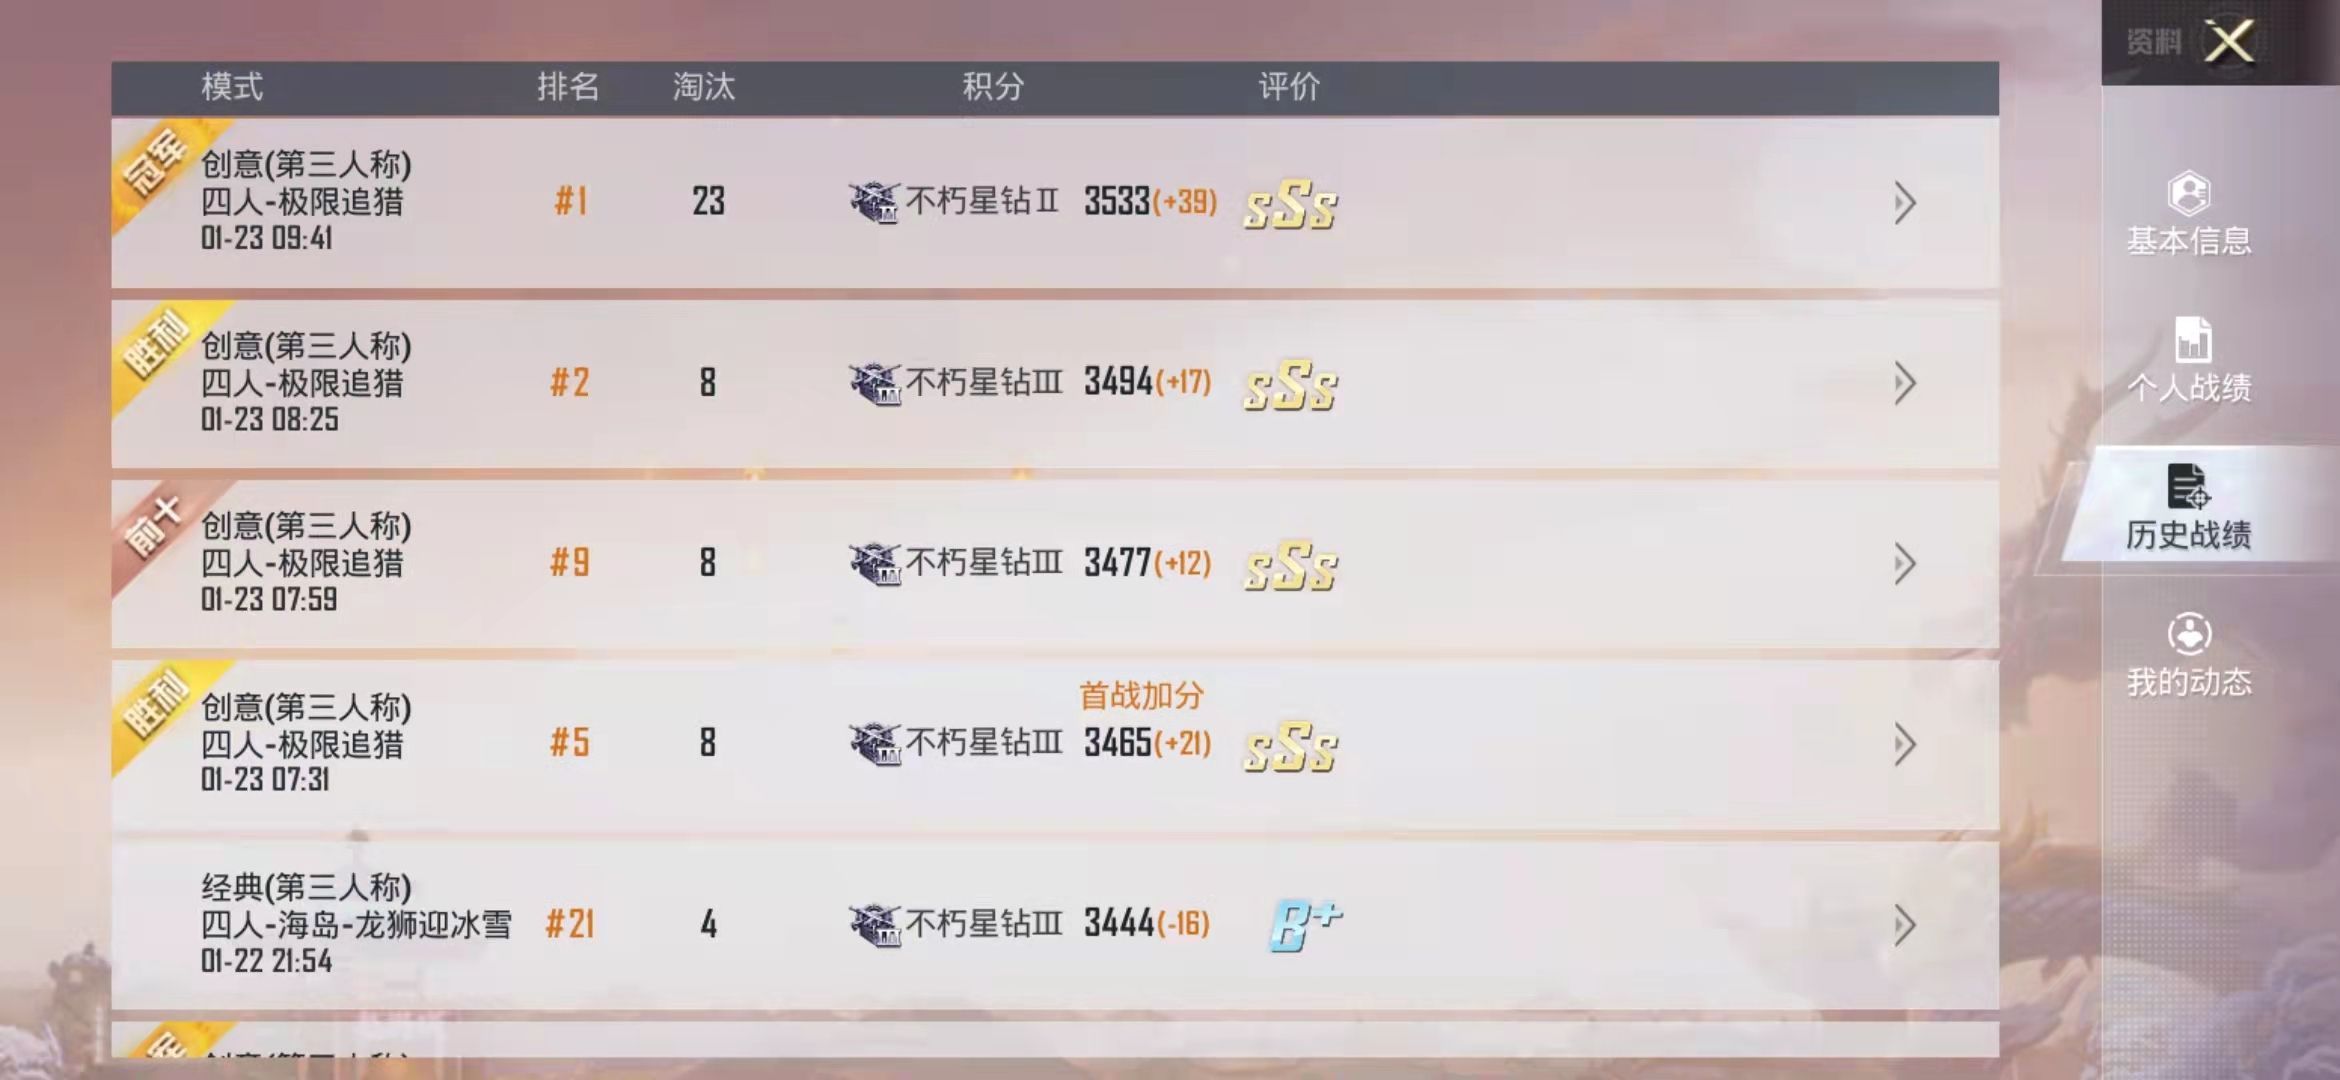 资料
模式 排名 淘汰 积分 评价
冠军
创意(第三人称)
四人-极限追猎
01-23 09:41
#1 23 不朽星钻Ⅱ 3533(+39) SSS
胜利
创意(第三人称)
四人-极限追猎
01-23 08:25
#2 8 不朽星钻Ⅲ 3494(+17) SSS
前十
创意(第三人称)
四人-极限追猎
01-23 07:59
#9 8 不朽星钻Ⅲ 3477(+12) SSS
胜利
创意(第三人称)
四人-极限追猎
01-23 07:31
首战加分
#5 8 不朽星钻Ⅲ 3465(+21) SSS
经典(第三人称)
四人-海岛-龙狮迎冰雪
01-22 21:54
#21 4 不朽星钻Ⅲ 3444(-16) B+
基本信息
个人战绩
历史战绩
我的动态